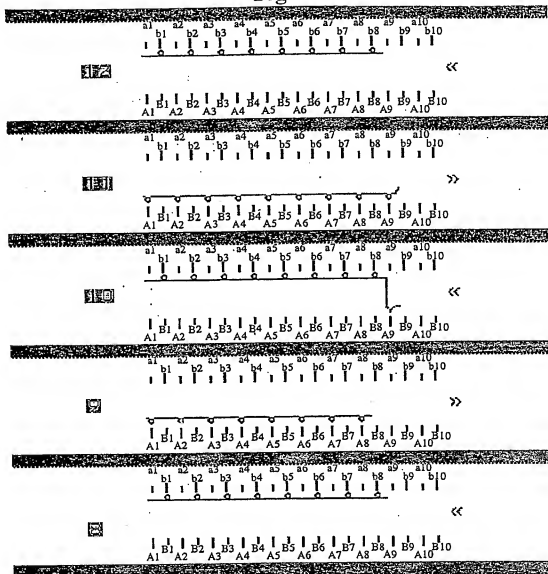 a1 a2 a3 a4 a5 a6 a7 a8 a9 a10
b1 b2 b3 b4 b5 b6 b7 b8 b9 b10
12 <<
B1 B2 B3 B4 B5 B6 B7 B8 B9 B10
A1 A2 A3 A4 A5 A6 A7 A8 A9 A10
a1 a2 a3 a4 a5 a6 a7 a8 a9 a10
b1 b2 b3 b4 b5 b6 b7 b8 b9 b10
11 >>
B1 B2 B3 B4 B5 B6 B7 B8 B9 B10
A1 A2 A3 A4 A5 A6 A7 A8 A9 A10
a1 a2 a3 a4 a5 a6 a7 a8 a9 a10
b1 b2 b3 b4 b5 b6 b7 b8 b9 b10
10 <<
B1 B2 B3 B4 B5 B6 B7 B8 B9 B10
A1 A2 A3 A4 A5 A6 A7 A8 A9 A10
a1 a2 a3 a4 a5 a6 a7 a8 a9 a10
b1 b2 b3 b4 b5 b6 b7 b8 b9 b10
9 >>
B1 B2 B3 B4 B5 B6 B7 B8 B9 B10
A1 A2 A3 A4 A5 A6 A7 A8 A9 A10
a1 a2 a3 a4 a5 a6 a7 a8 a9 a10
b1 b2 b3 b4 b5 b6 b7 b8 b9 b10
8 <<
B1 B2 B3 B4 B5 B6 B7 B8 B9 B10
A1 A2 A3 A4 A5 A6 A7 A8 A9 A10